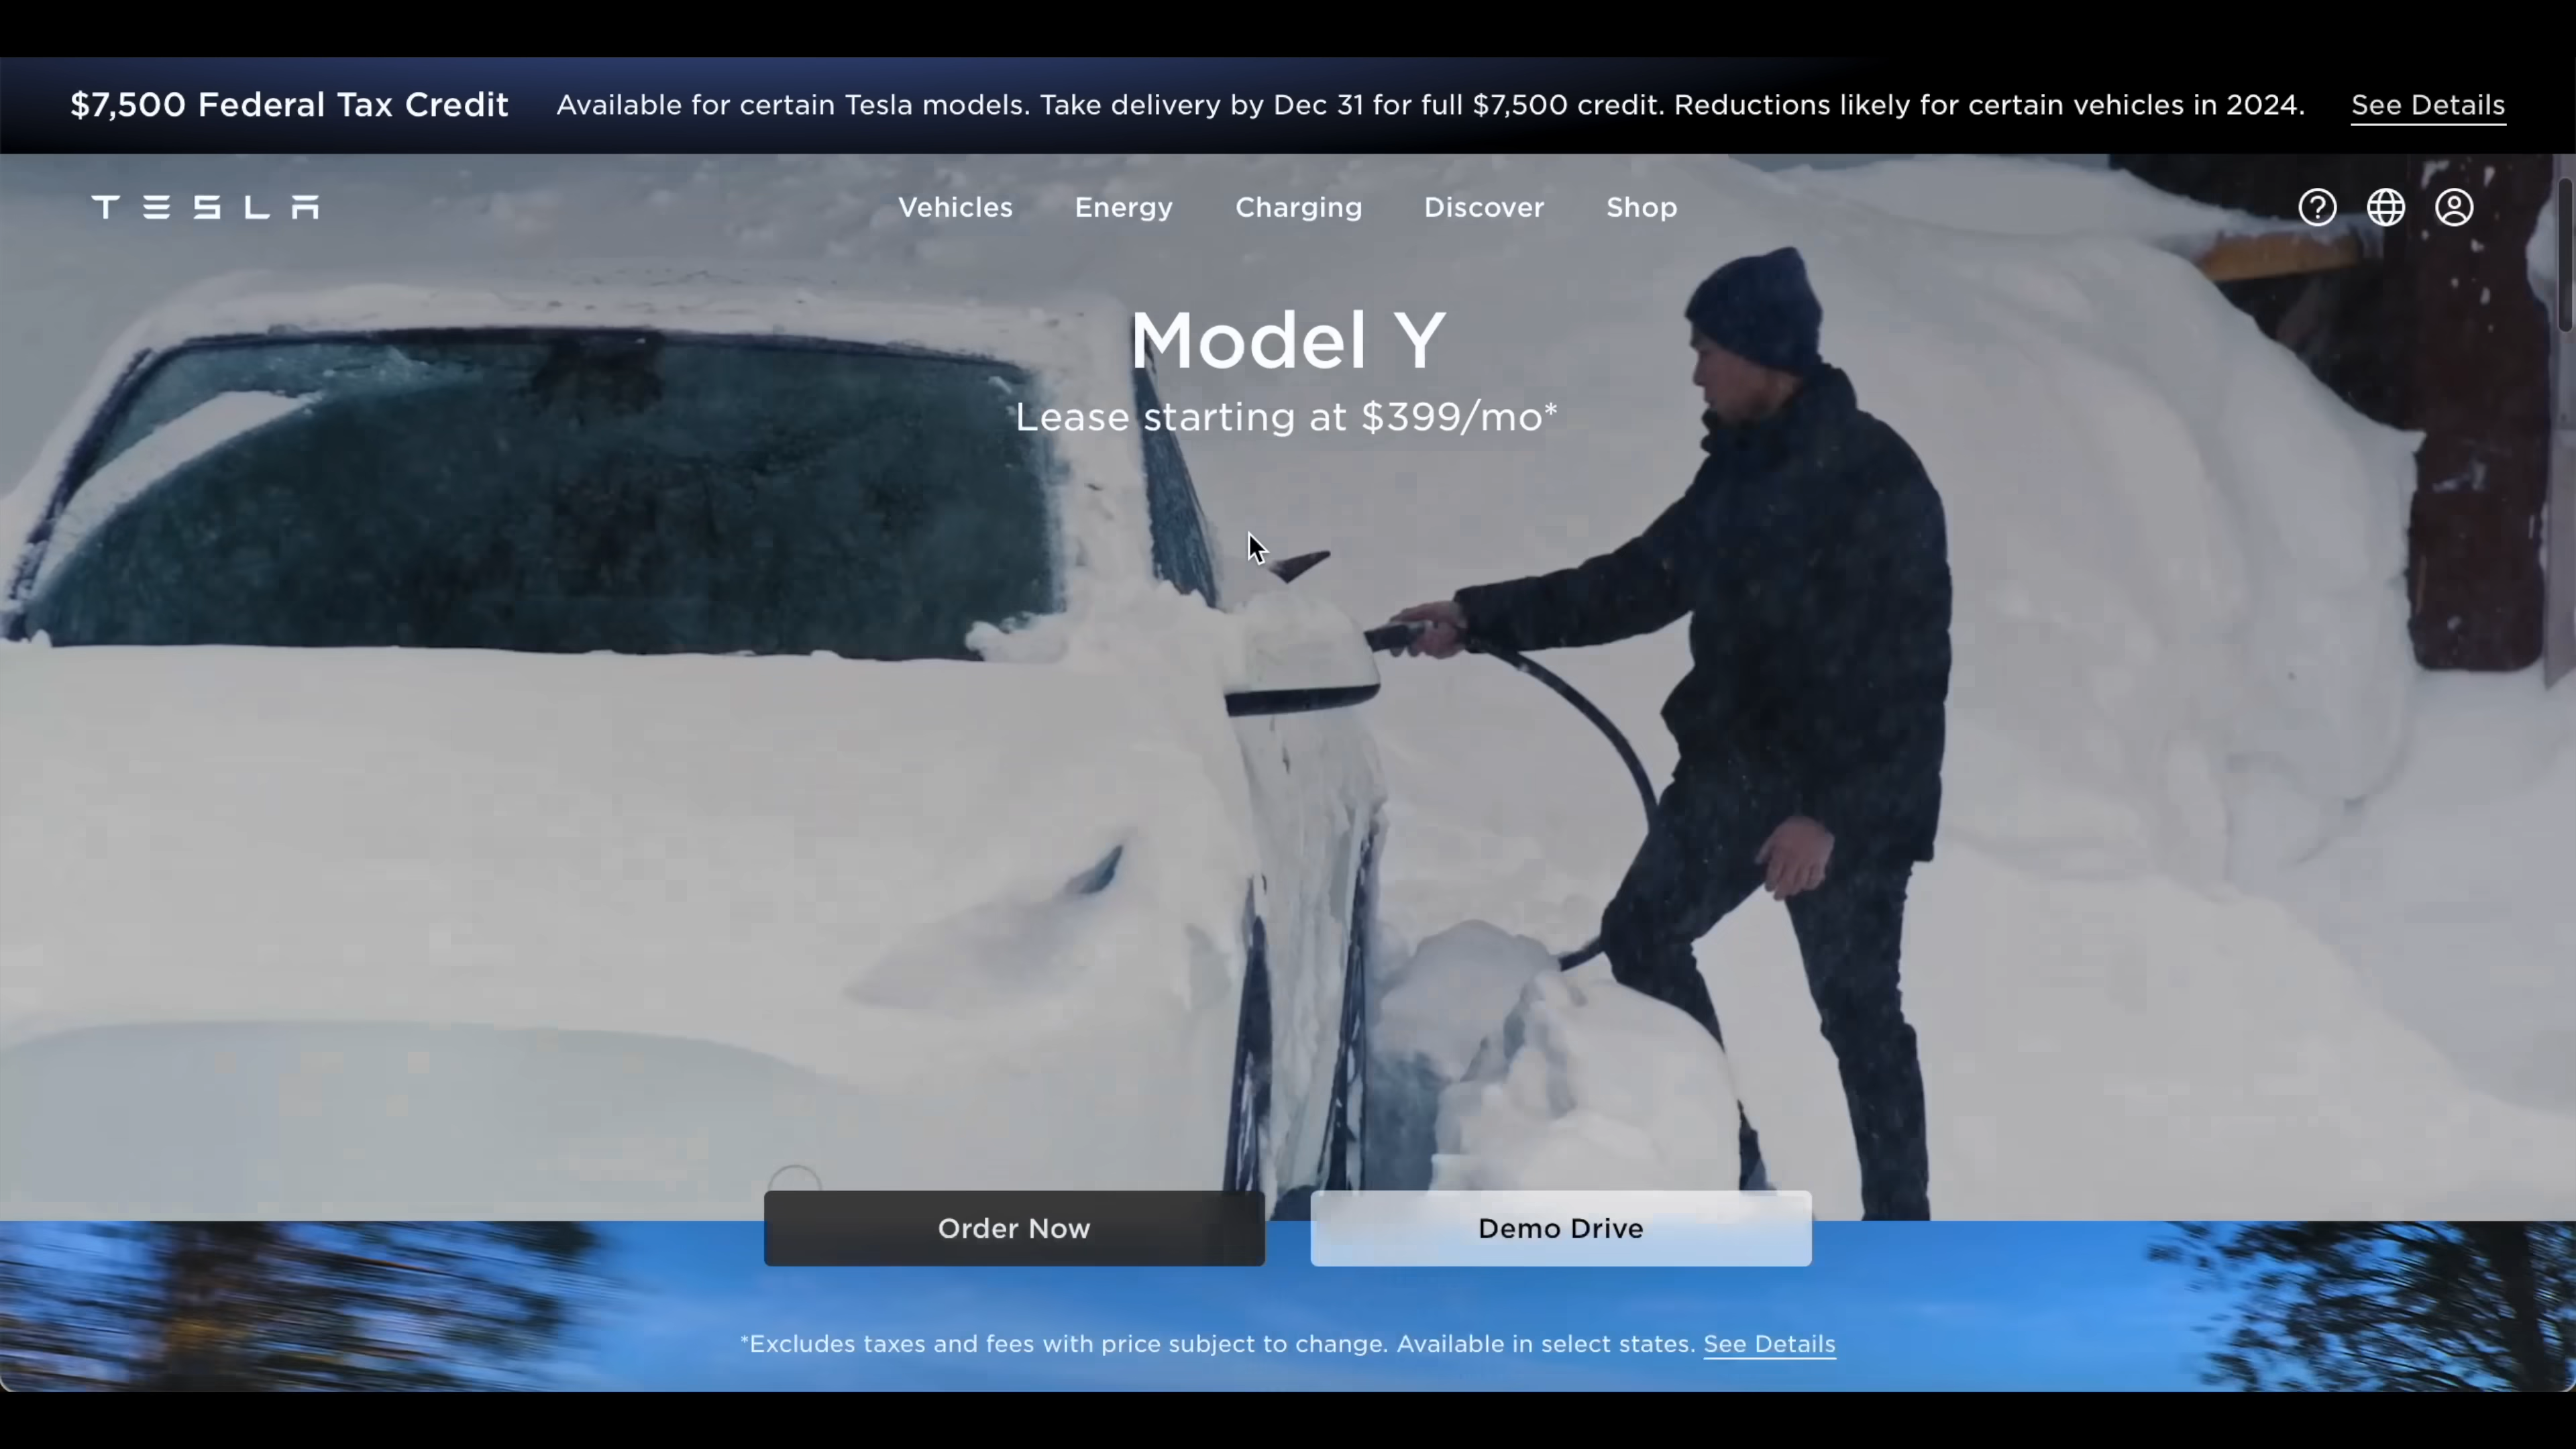 $7,500 Federal Tax Credit Available for certain Tesla models. Take delivery by Dec 31 for full $7,500 credit. Reductions likely for certain vehicles in 2024. See Details
TESLA Vehicles Energy Charging Discover Shop
Model Y
Lease starting at $399/mo*
Order Now Demo Drive
*Excludes taxes and fees with price subject to change. Available in select states. See Details